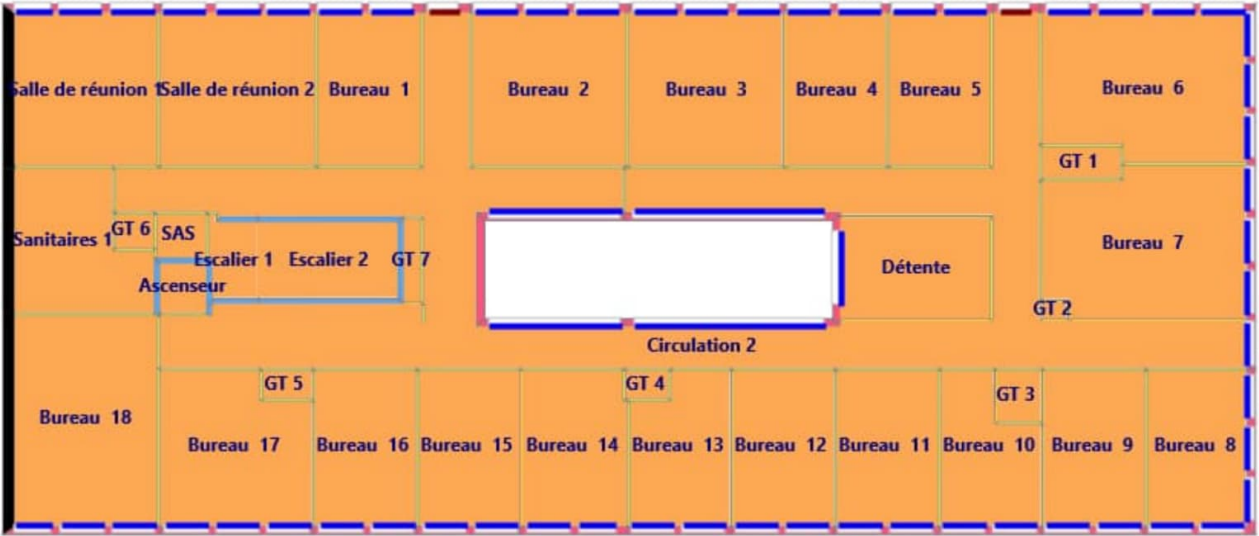 Salle de réunion 1
Salle de réunion 2
Bureau 1
Bureau 2
Bureau 3
Bureau 4
Bureau 5
Bureau 6
GT 1
Sanitaires 1
GT 6
SAS
Escalier 1
Escalier 2
GT 7
Ascenseur
Détente
Bureau 7
GT 2
Circulation 2
Bureau 18
GT 5
GT 4
GT 3
Bureau 17
Bureau 16
Bureau 15
Bureau 14
Bureau 13
Bureau 12
Bureau 11
Bureau 10
Bureau 9
Bureau 8